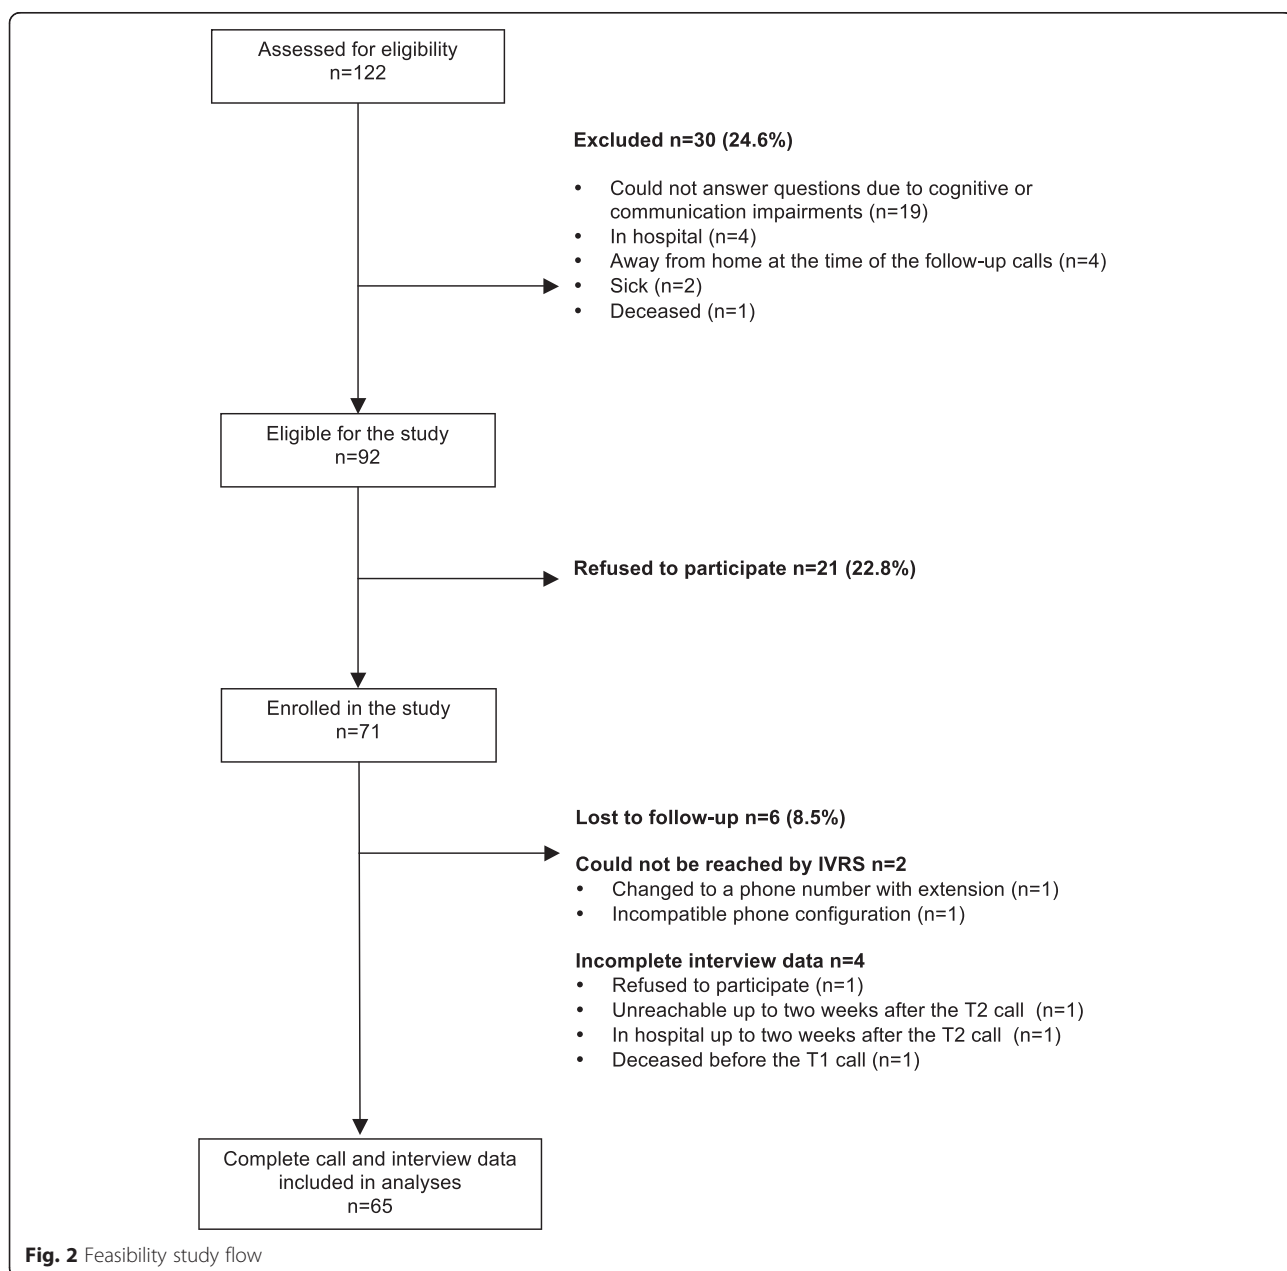 Assessed for eligibility
n=122
Excluded n=30 (24.6%)
• Could not answer questions due to cognitive or
communication impairments (n=19)
• In hospital (n=4)
• Away from home at the time of the follow-up calls (n=4)
• Sick (n=2)
• Deceased (n=1)
Eligible for the study
n=92
Refused to participate n=21 (22.8%)
Enrolled in the study
n=71
Lost to follow-up n=6 (8.5%)
Could not be reached by IVRS n=2
• Changed to a phone number with extension (n=1)
• Incompatible phone configuration (n=1)
Incomplete interview data n=4
• Refused to participate (n=1)
• Unreachable up to two weeks after the T2 call (n=1)
• In hospital up to two weeks after the T2 call (n=1)
• Deceased before the T1 call (n=1)
Complete call and interview data
included in analyses
n=65
Fig. 2 Feasibility study flow